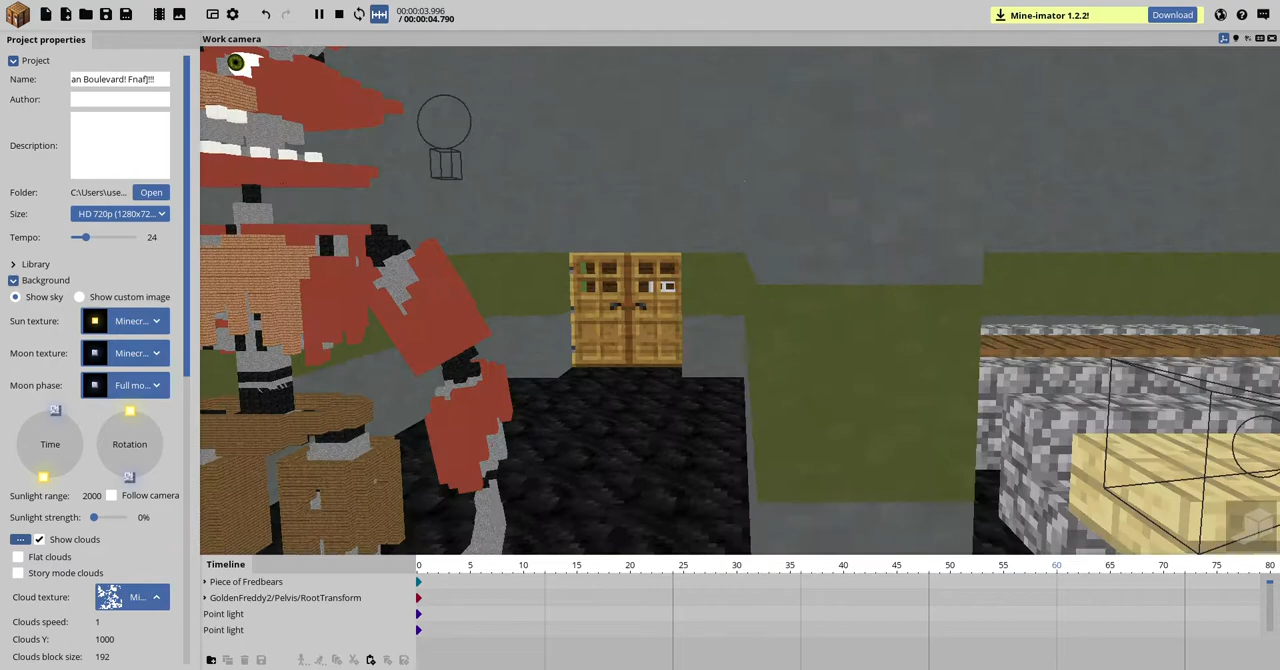 00:00:03.996
/ 00:00:04.790
Mine-imator 1.2.2!
Download
Project properties
Work camera
Project
Name:
an Boulevard! Fnaf]!!!
Author:
Description:
Folder:
C:\Users\use...
Open
Size:
HD 720p (1280x72...
Tempo:
24
Library
Background
Show sky
Show custom image
Sun texture:
Minecr...
Moon texture:
Minecr...
Moon phase:
Full mo...
Time
Rotation
Sunlight range:
2000
Follow camera
Sunlight strength:
0%
...
Show clouds
Flat clouds
Story mode clouds
Cloud texture:
Mi...
Clouds speed:
1
Clouds Y:
1000
Clouds block size:
192
Timeline
0 5 10 15 20 25 30 35 40 45 50 55 60 65 70 75 80
Piece of Fredbears
GoldenFreddy2/Pelvis/RootTransform
Point light
Point light